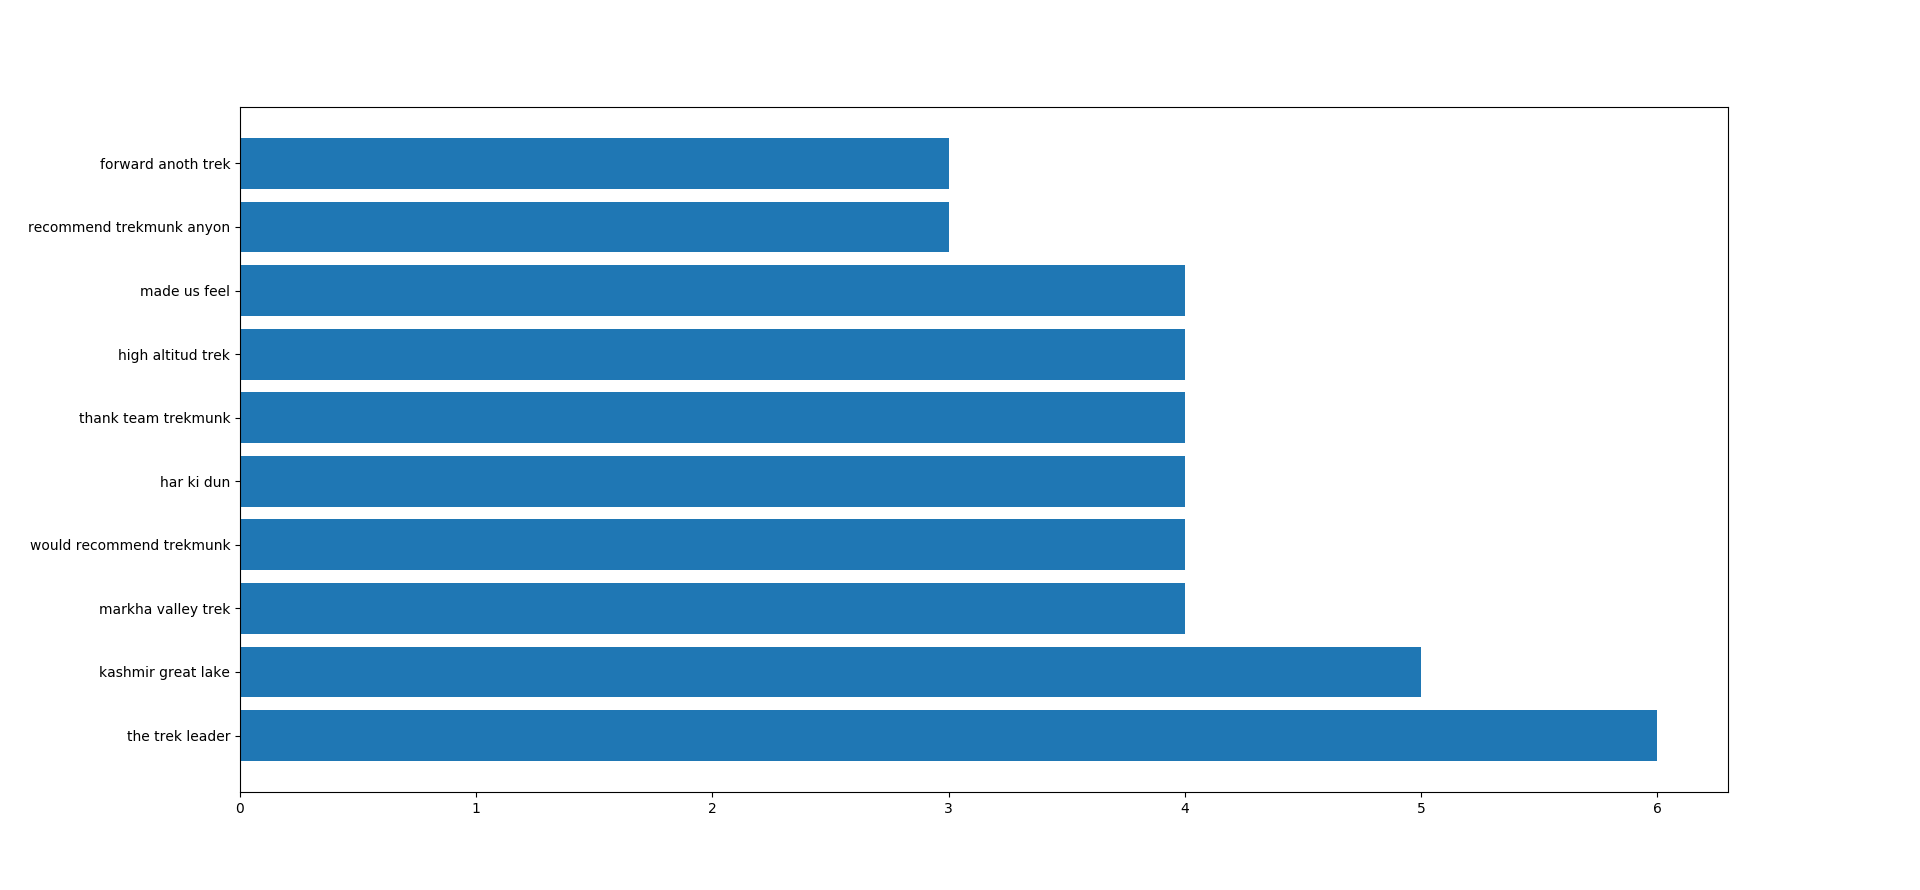 forward anoth trek
recommend trekmunk anyon
made us feel
high altitud trek
thank team trekmunk
har ki dun
would recommend trekmunk
markha valley trek
kashmir great lake
the trek leader
0 1 2 3 4 5 6